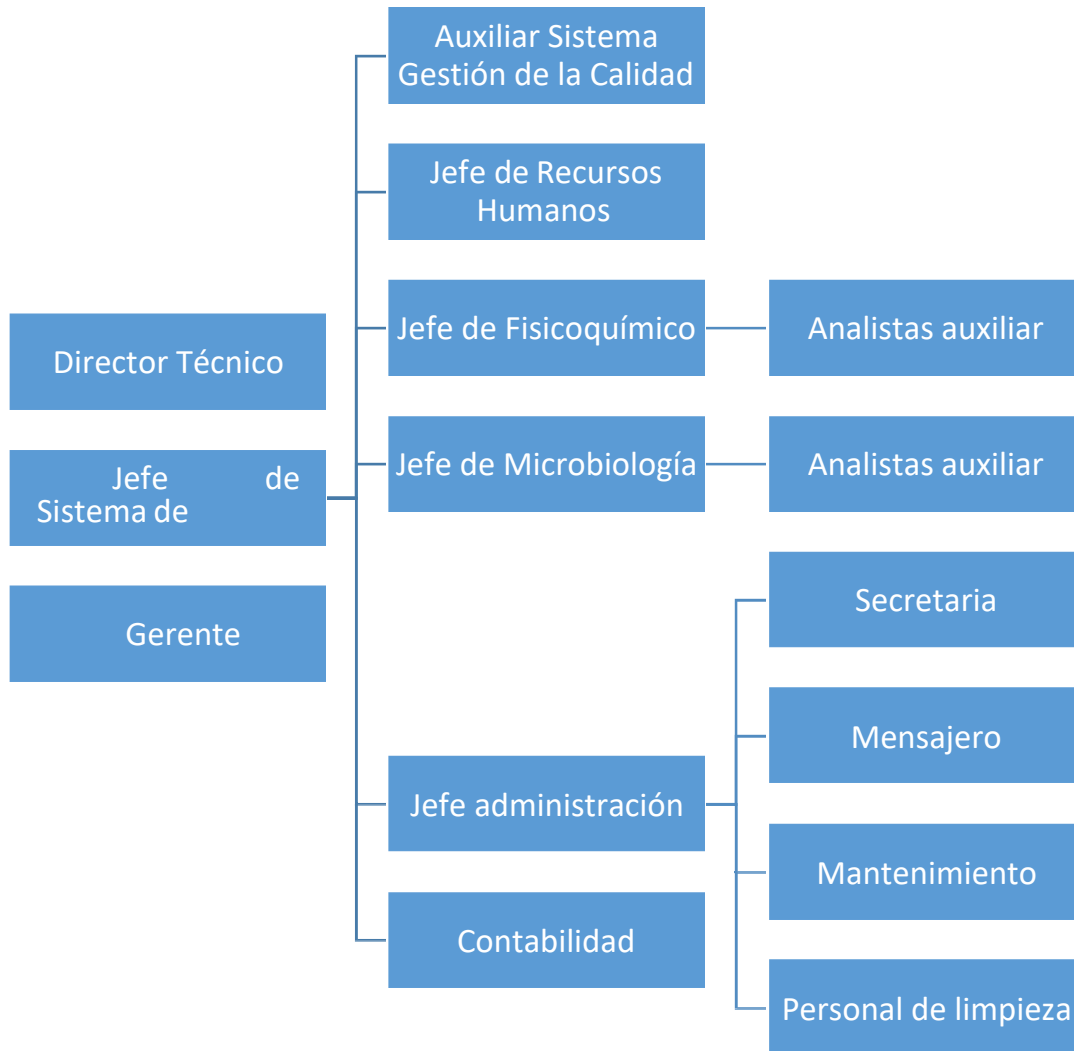 Auxiliar Sistema
Gestión de la Calidad
Jefe de Recursos
Humanos
Jefe de Fisicoquímico
Analistas auxiliar
Director Técnico
Jefe de Microbiología
Analistas auxiliar
Jefe de
Sistema de
Secretaria
Gerente
Mensajero
Jefe administración
Mantenimiento
Contabilidad
Personal de limpieza